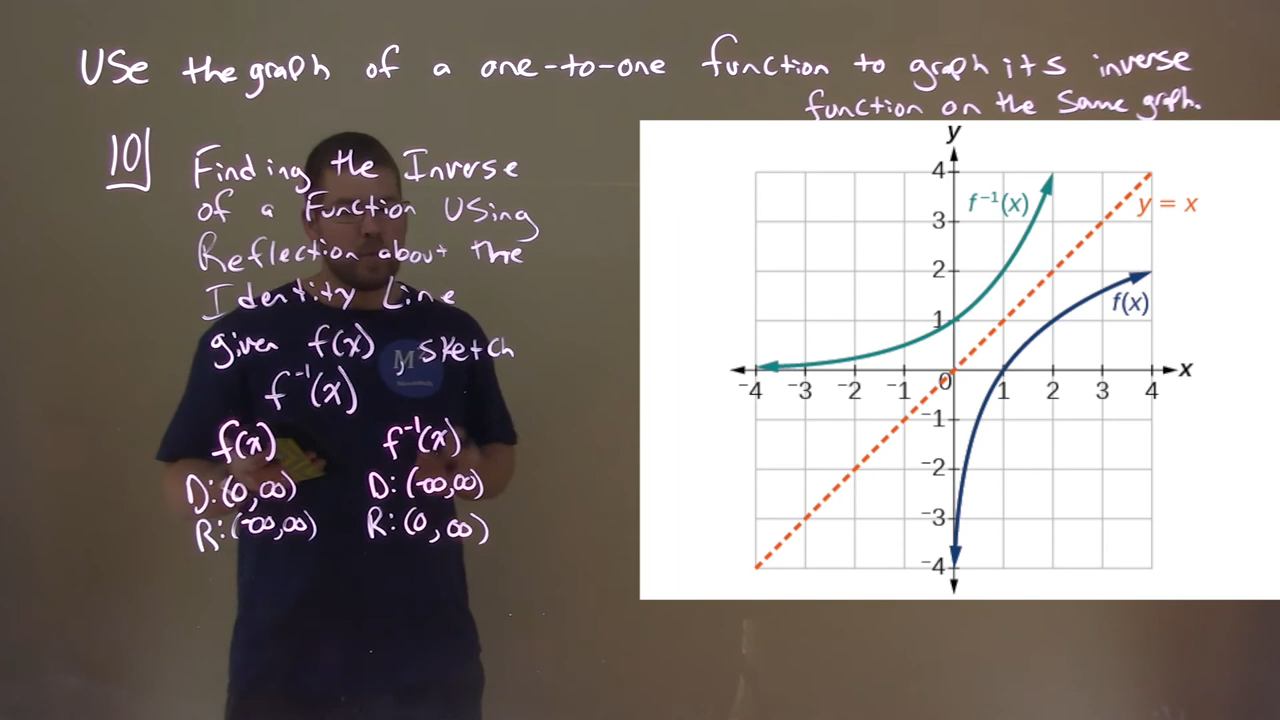 Use the graph of a one-to-one function to graph its inverse
function on the same graph.
10
Finding the Inverse
of a Function Using
Reflection about the
Identity Line
given f(x), sketch
f⁻¹(x)
f(x) f⁻¹(x)
D: (0, ∞) D: (-∞, ∞)
R: (-∞, ∞) R: (0, ∞)
M
y
4
f⁻¹(x)
y = x
3
2
f(x)
1
x
−4 −3 −2 −1 0 1 2 3 4
−1
−2
−3
−4